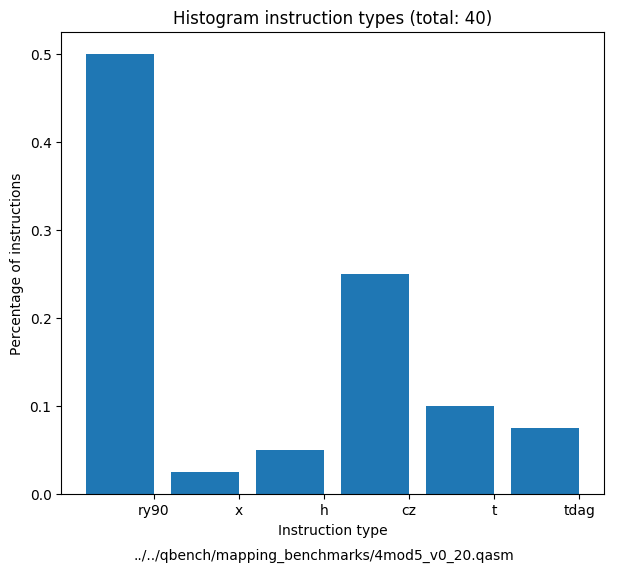 Histogram instruction types (total: 40)
Percentage of instructions
0.5
0.4
0.3
0.2
0.1
0.0
ry90 x h cz t tdag
Instruction type
../../qbench/mapping_benchmarks/4mod5_v0_20.qasm